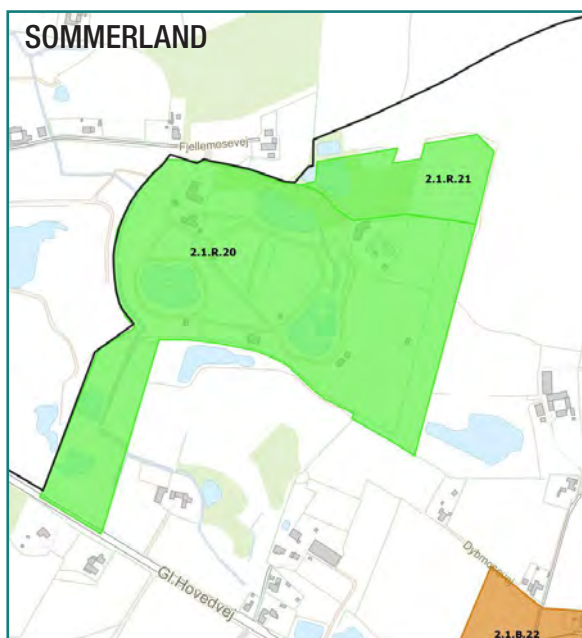 SOMMERLAND
Fjellemosevej
2.1.R.21
2.1.R.20
Dybmosevej
Gl.Hovedvej
2.1.B.22